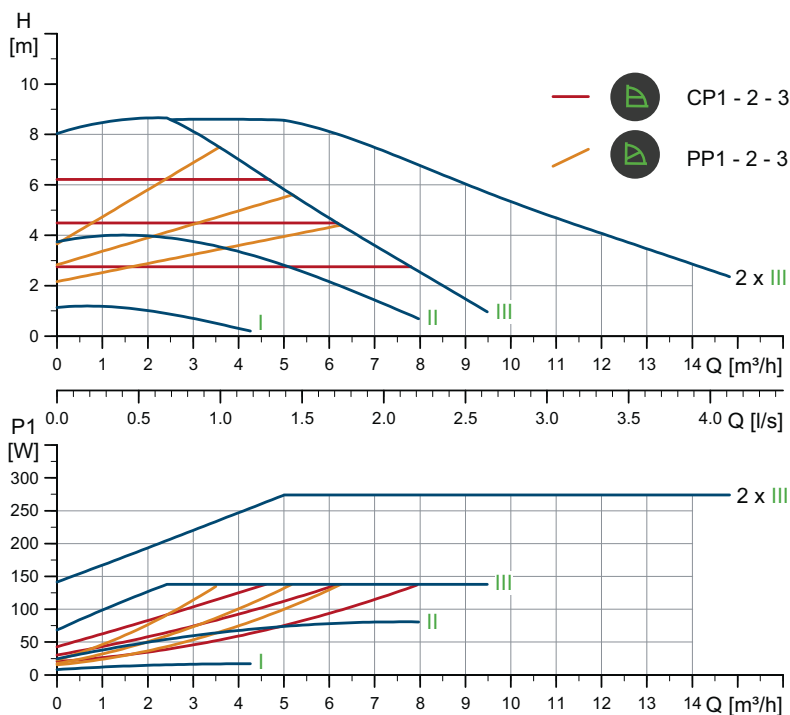 H
[m]
10
8
6
4
2
0
CP1 - 2 - 3
PP1 - 2 - 3
I
II
III
2 x III
0 1 2 3 4 5 6 7 8 9 10 11 12 13 14 Q [m³/h]
0.0 0.5 1.0 1.5 2.0 2.5 3.0 3.5 4.0 Q [l/s]
P1
[W]
300
250
200
150
100
50
0
2 x III
III
II
I
0 1 2 3 4 5 6 7 8 9 10 11 12 13 14 Q [m³/h]